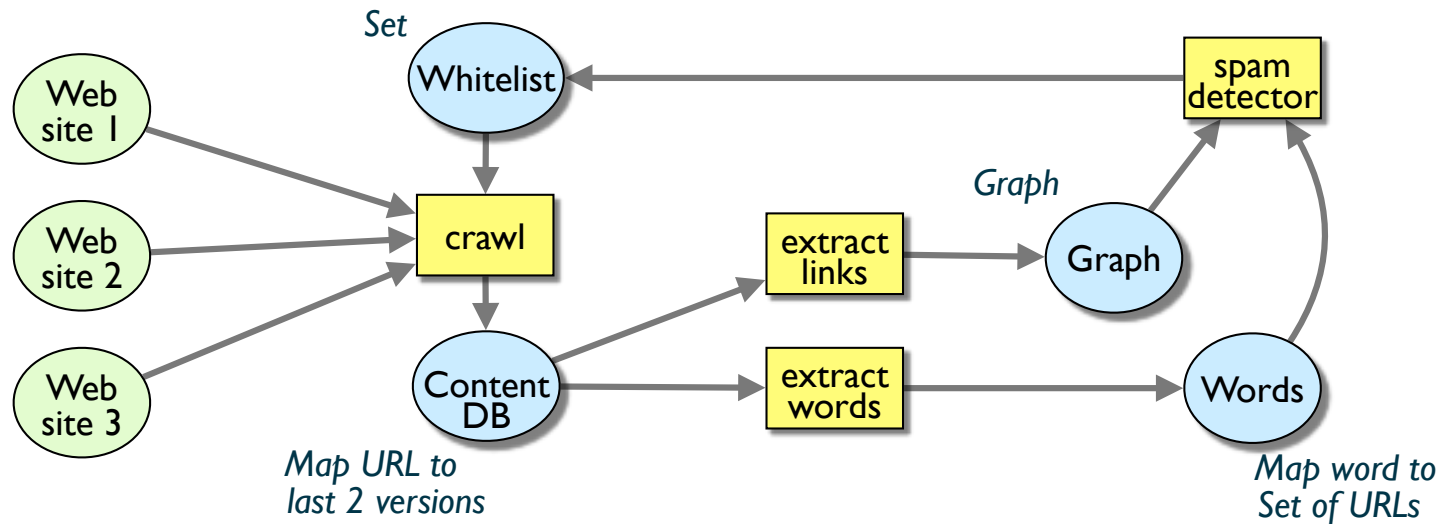 Set
Whitelist
spam
detector
Web
site 1
Graph
Web
site 2
crawl
extract
links
Graph
Web
site 3
Content
DB
extract
words
Words
Map URL to
last 2 versions
Map word to
Set of URLs